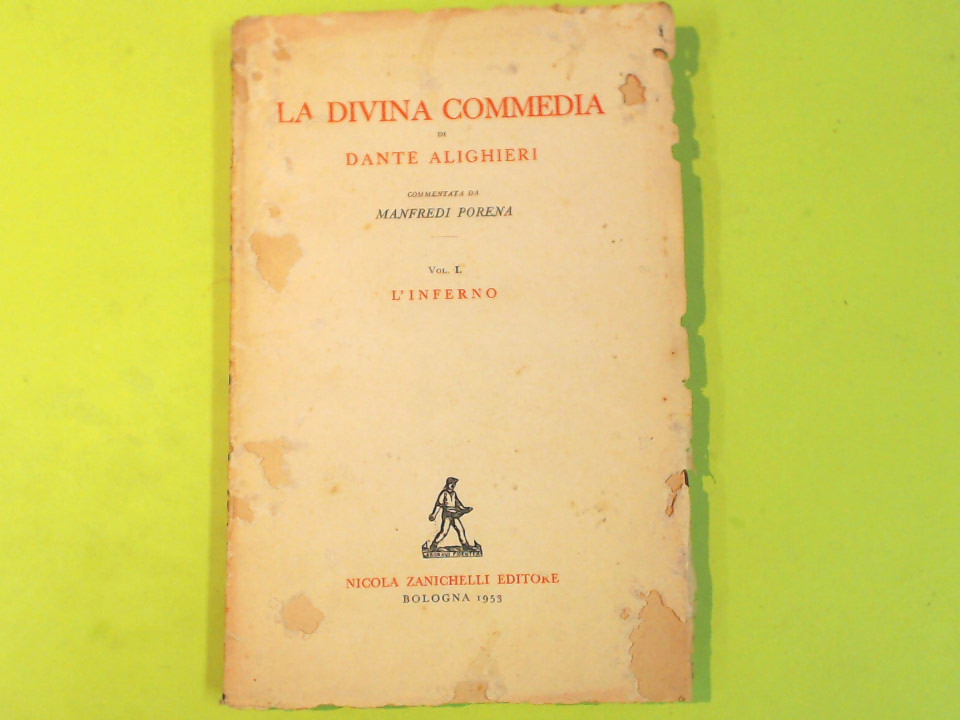 LA DIVINA COMMEDIA
DI
DANTE ALIGHIERI
COMMENTATA DA
MANFREDI PORENA
VOL. I.
L'INFERNO
NICOLA ZANICHELLI EDITORE
BOLOGNA 1953